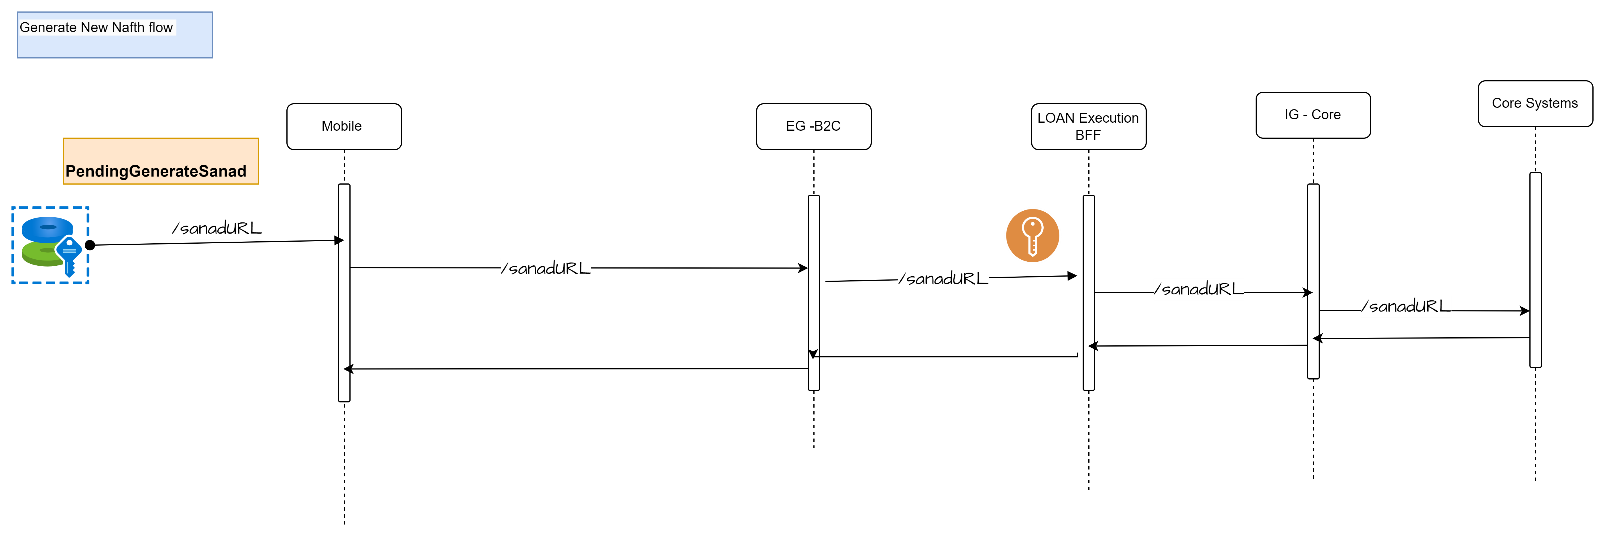 Generate New Nafth flow
Mobile
EG -B2C
LOAN Execution
BFF
IG - Core
Core Systems
PendingGenerateSanad
/sanadURL
/sanadURL
/sanadURL
/sanadURL
/sanadURL